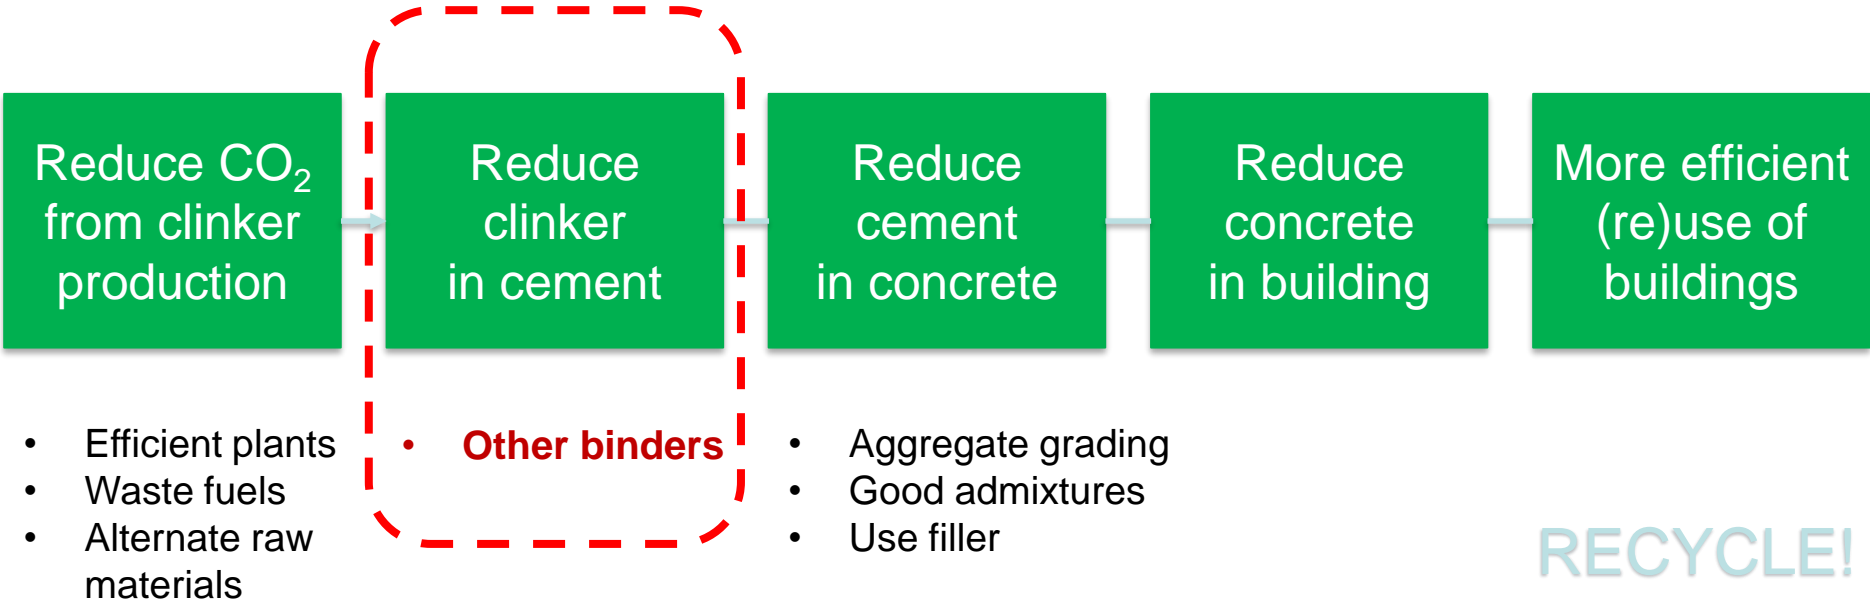 Reduce CO₂
from clinker
production
Reduce
clinker
in cement
Reduce
cement
in concrete
Reduce
concrete
in building
More efficient
(re)use of
buildings
• Efficient plants
• Waste fuels
• Alternate raw
materials
• Other binders
• Aggregate grading
• Good admixtures
• Use filler
RECYCLE!